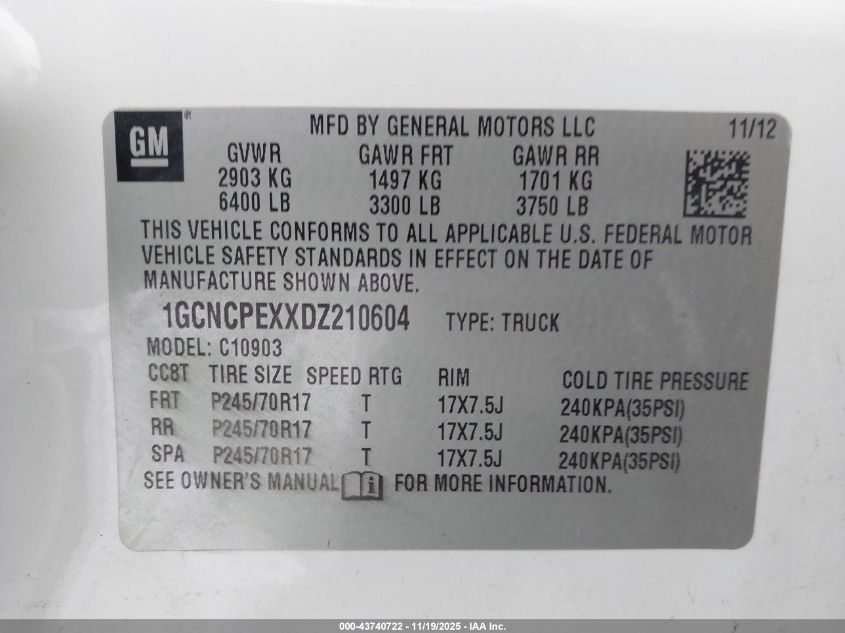 GM®
MFD BY GENERAL MOTORS LLC 11/12
GVWR GAWR FRT GAWR RR
2903 KG 1497 KG 1701 KG
6400 LB 3300 LB 3750 LB
THIS VEHICLE CONFORMS TO ALL APPLICABLE U.S. FEDERAL MOTOR
VEHICLE SAFETY STANDARDS IN EFFECT ON THE DATE OF
MANUFACTURE SHOWN ABOVE.
1GCNCPEXXDZ210604 TYPE: TRUCK
MODEL: C10903
CC8T TIRE SIZE SPEED RTG RIM COLD TIRE PRESSURE
FRT P245/70R17 T 17X7.5J 240KPA(35PSI)
RR P245/70R17 T 17X7.5J 240KPA(35PSI)
SPA P245/70R17 T 17X7.5J 240KPA(35PSI)
SEE OWNER'S MANUAL i FOR MORE INFORMATION.
000-43740722 - 11/19/2025 - IAA Inc.